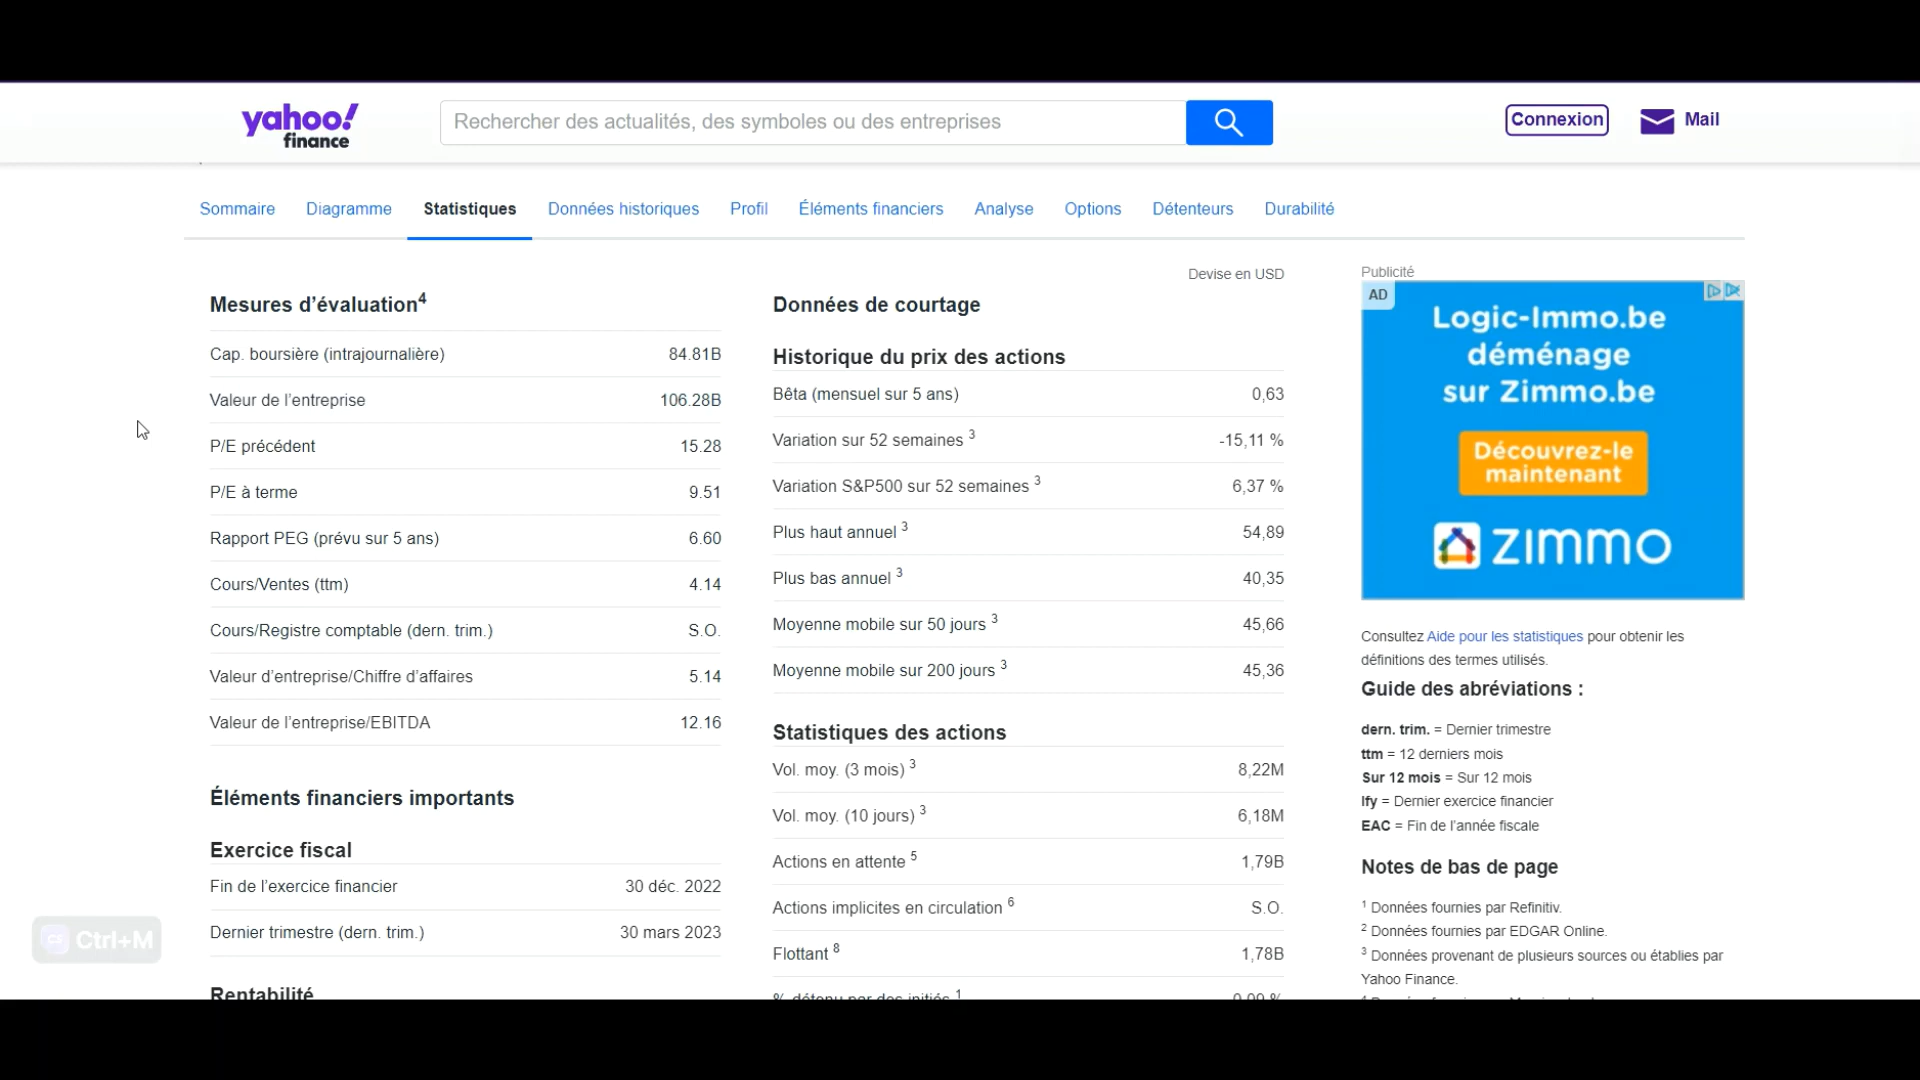 yahoo!
finance
Rechercher des actualités, des symboles ou des entreprises
Connexion
Mail
Sommaire Diagramme Statistiques Données historiques Profil Éléments financiers Analyse Options Détenteurs Durabilité
Devise en USD
Mesures d’évaluation4
Cap. boursière (intrajournalière) 84.81B
Valeur de l’entreprise 106.28B
P/E précédent 15.28
P/E à terme 9.51
Rapport PEG (prévu sur 5 ans) 6.60
Cours/Ventes (ttm) 4.14
Cours/Registre comptable (dern. trim.) S.O.
Valeur d’entreprise/Chiffre d’affaires 5.14
Valeur de l’entreprise/EBITDA 12.16
Éléments financiers importants
Exercice fiscal
Fin de l’exercice financier 30 déc. 2022
Dernier trimestre (dern. trim.) 30 mars 2023
Rentabilité
Données de courtage
Historique du prix des actions
Bêta (mensuel sur 5 ans) 0,63
Variation sur 52 semaines 3 -15,11 %
Variation S&P500 sur 52 semaines 3 6,37 %
Plus haut annuel 3 54,89
Plus bas annuel 3 40,35
Moyenne mobile sur 50 jours 3 45,66
Moyenne mobile sur 200 jours 3 45,36
Statistiques des actions
Vol. moy. (3 mois) 3 8,22M
Vol. moy. (10 jours) 3 6,18M
Actions en attente 5 1,79B
Actions implicites en circulation 6 S.O.
Flottant 8 1,78B
% détenu par des initiés 1 0,09 %
Publicité
AD
Logic-Immo.be
déménage
sur Zimmo.be
Découvrez-le
maintenant
zimmo
Consultez Aide pour les statistiques pour obtenir les
définitions des termes utilisés.
Guide des abréviations :
dern. trim. = Dernier trimestre
ttm = 12 derniers mois
Sur 12 mois = Sur 12 mois
lfy = Dernier exercice financier
EAC = Fin de l’année fiscale
Notes de bas de page
1 Données fournies par Refinitiv.
2 Données fournies par EDGAR Online.
3 Données provenant de plusieurs sources ou établies par
Yahoo Finance.
Ctrl+M